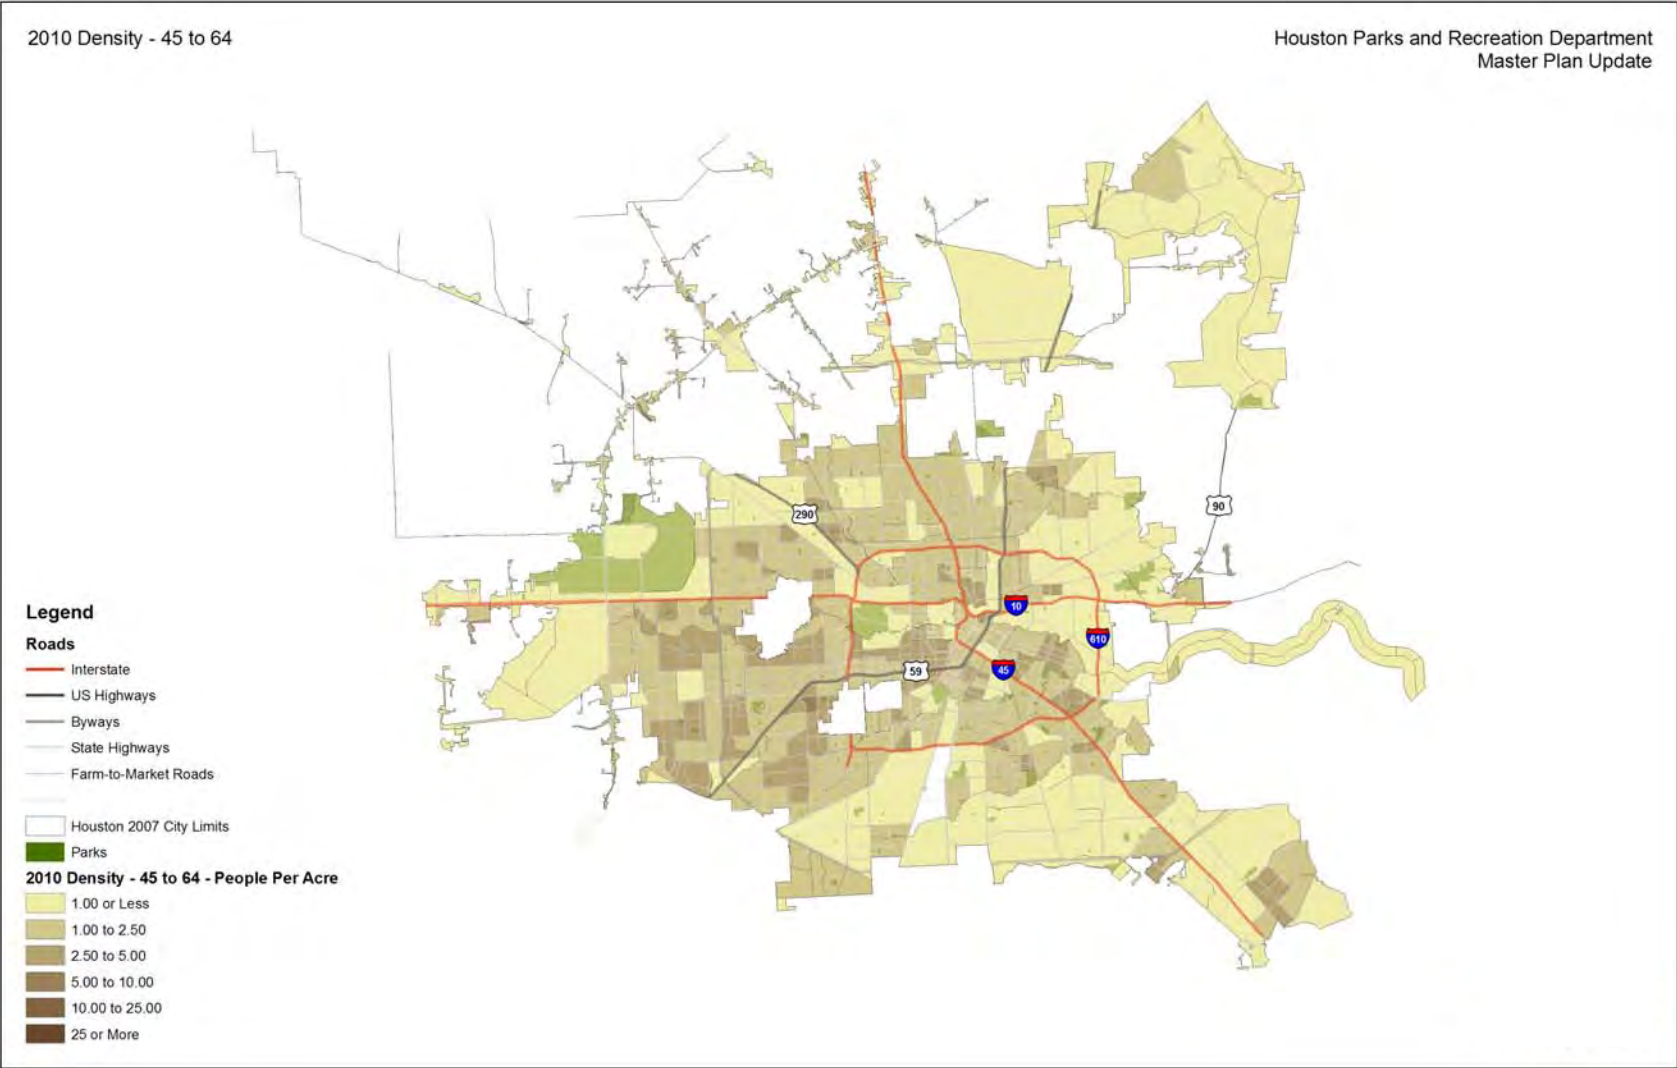 2010 Density - 45 to 64
Houston Parks and Recreation Department
Master Plan Update
290
90
10
610
59
45
Legend
Roads
Interstate
US Highways
Byways
State Highways
Farm-to-Market Roads
Houston 2007 City Limits
Parks
2010 Density - 45 to 64 - People Per Acre
1.00 or Less
1.00 to 2.50
2.50 to 5.00
5.00 to 10.00
10.00 to 25.00
25 or More